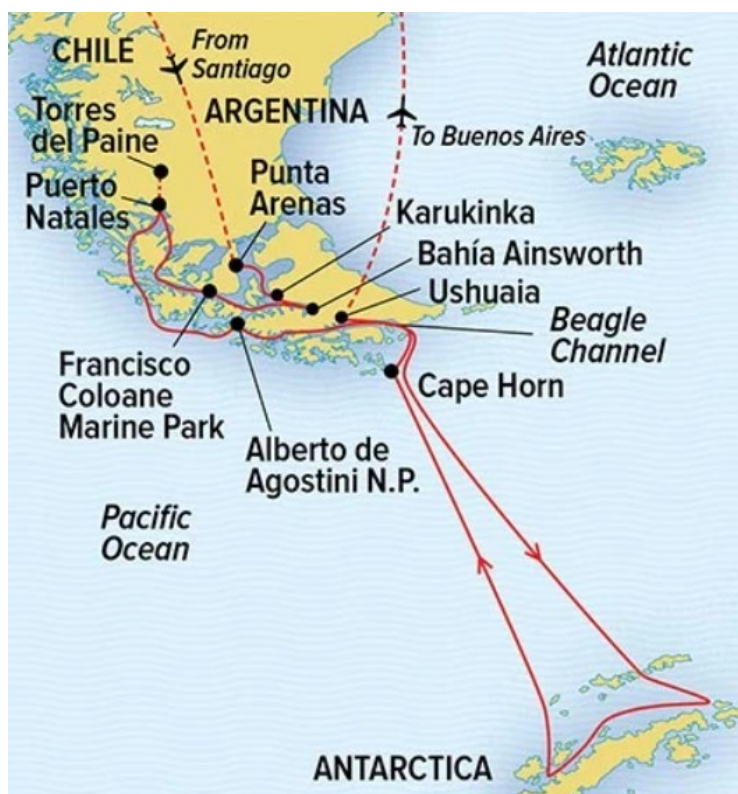 CHILE
From
Santiago
Atlantic
Ocean
Torres
del Paine
ARGENTINA
To Buenos Aires
Puerto
Natales
Punta
Arenas
Karukinka
Bahía Ainsworth
Ushuaia
Beagle
Channel
Francisco
Coloane
Marine Park
Cape Horn
Alberto de
Agostini N.P.
Pacific
Ocean
ANTARCTICA